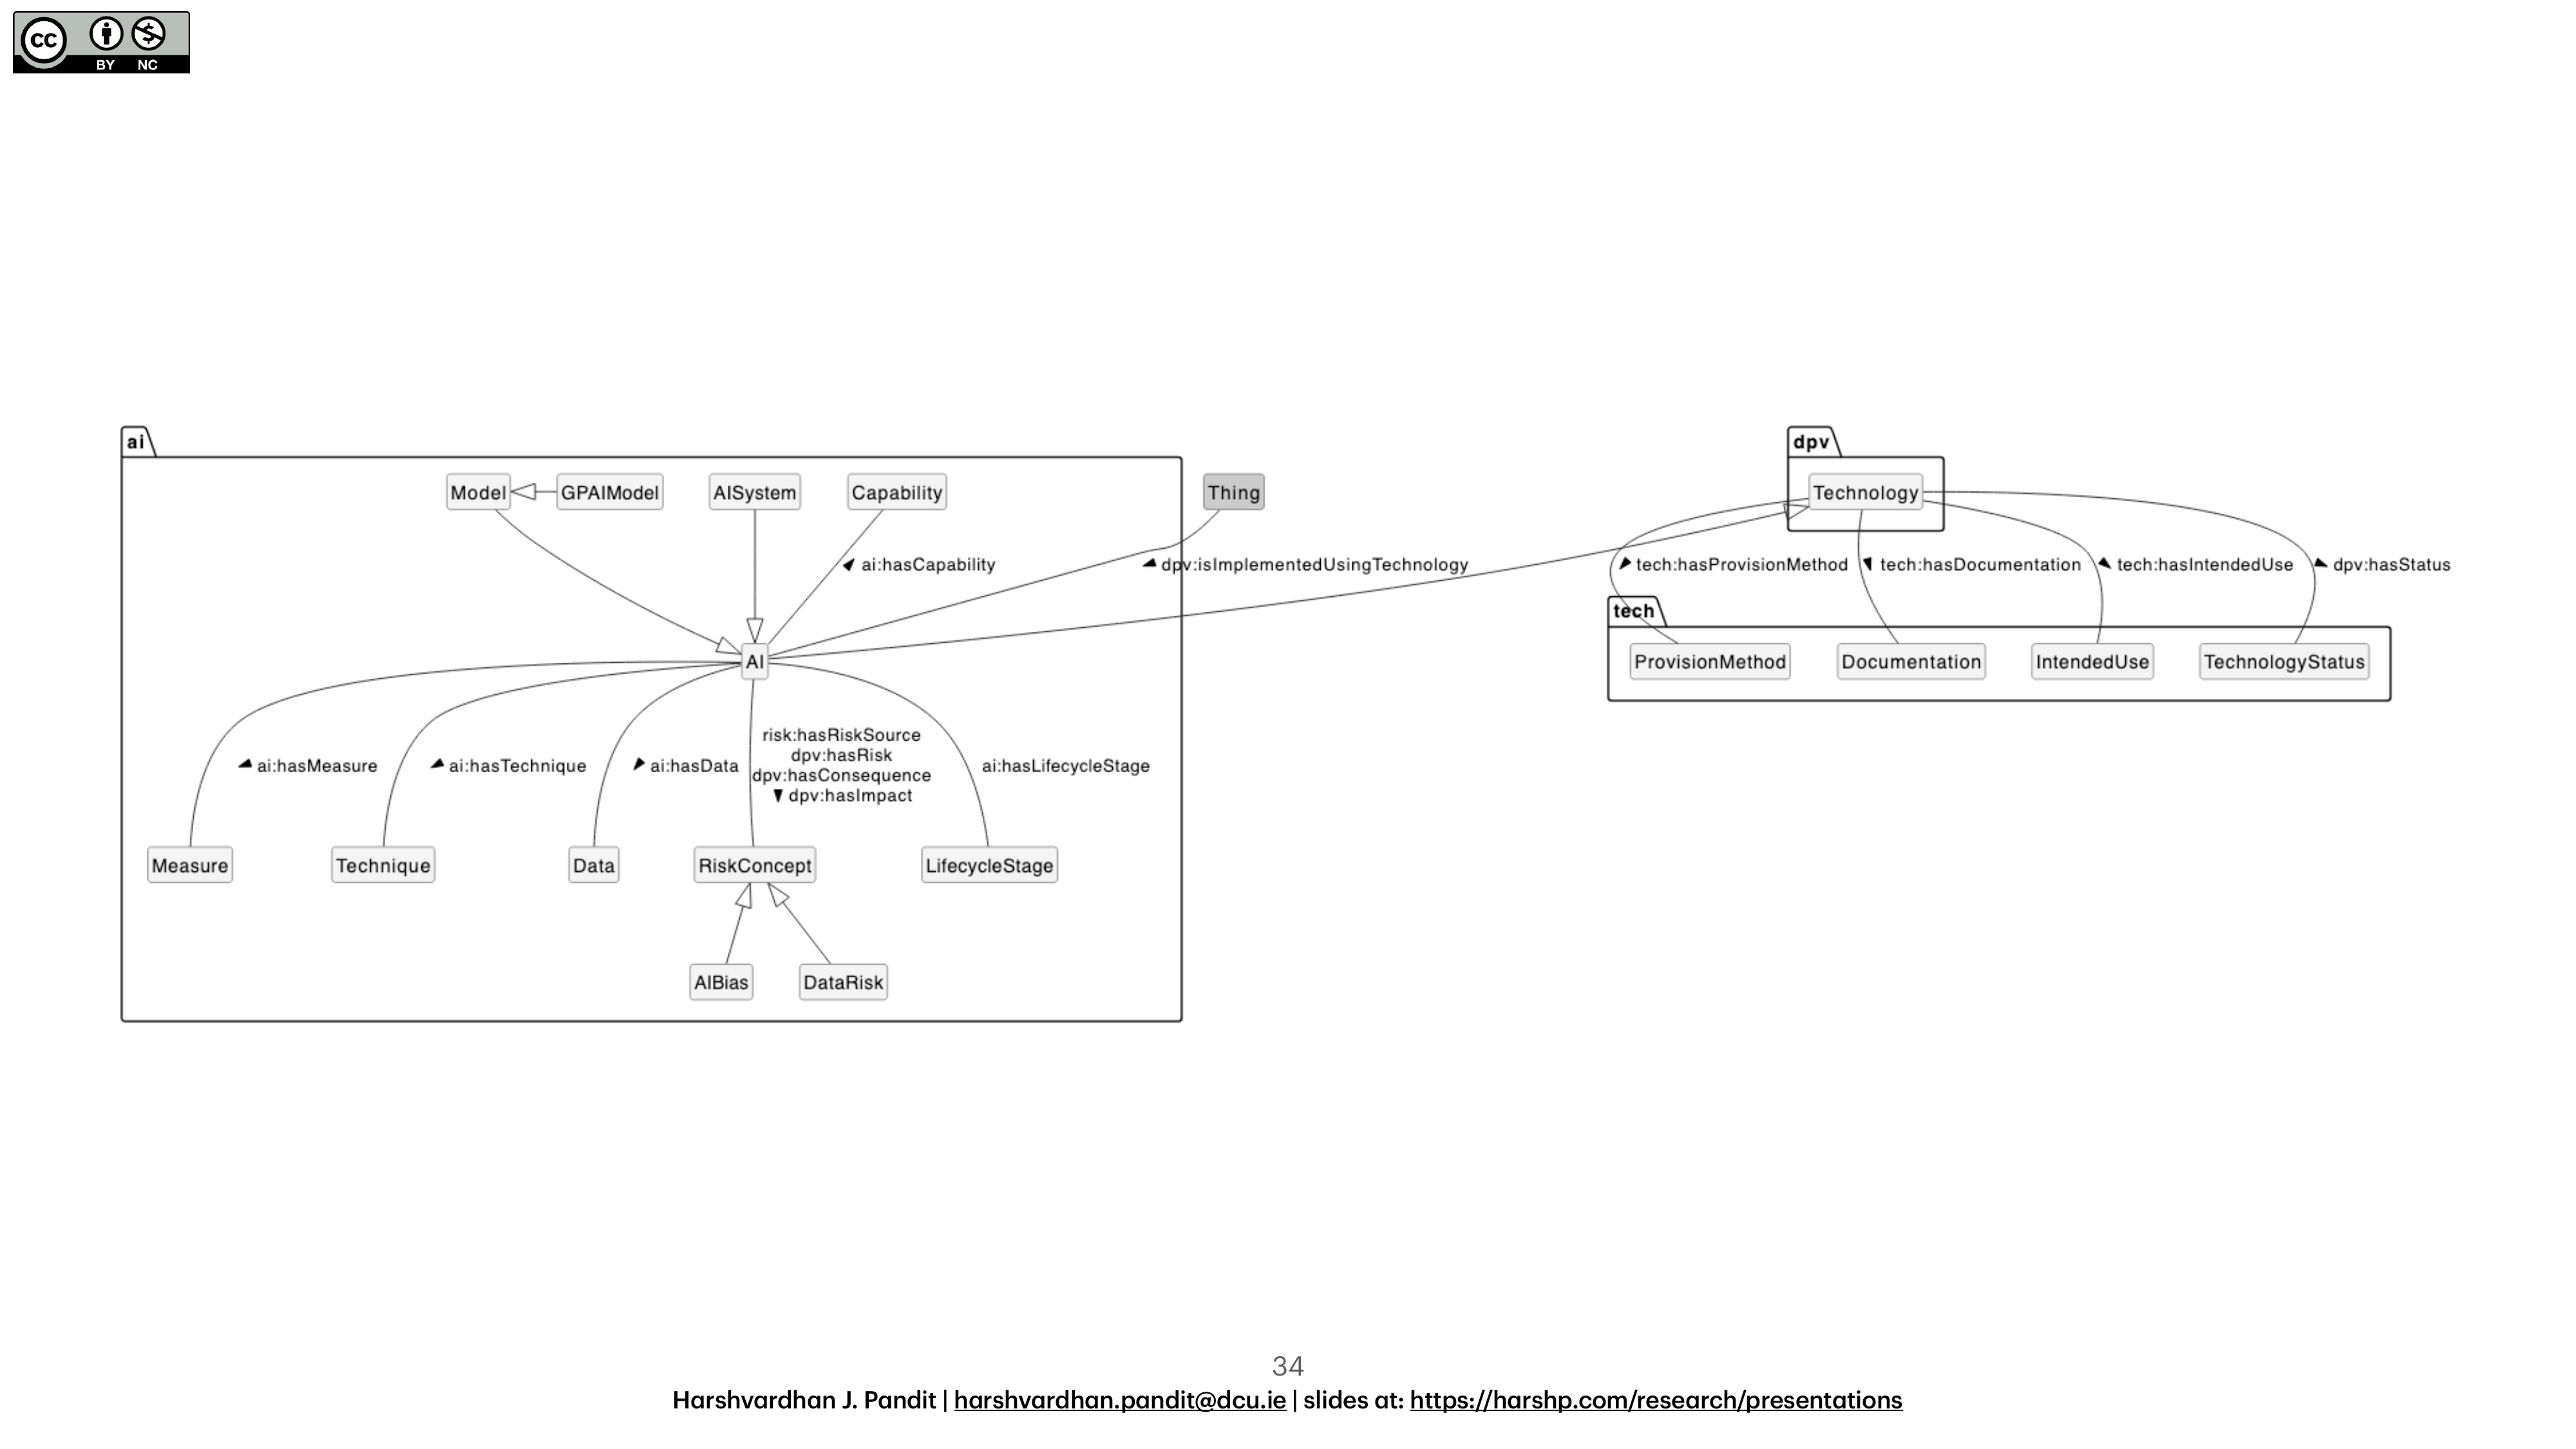 cc
BY NC
ai
dpv
Model
GPAIModel
AISystem
Capability
Thing
Technology
ai:hasCapability
dpv:isImplementedUsingTechnology
tech:hasProvisionMethod
tech:hasDocumentation
tech:hasIntendedUse
dpv:hasStatus
tech
AI
ProvisionMethod
Documentation
IntendedUse
TechnologyStatus
ai:hasMeasure
ai:hasTechnique
ai:hasData
risk:hasRiskSource
dpv:hasRisk
dpv:hasConsequence
dpv:hasImpact
ai:hasLifecycleStage
Measure
Technique
Data
RiskConcept
LifecycleStage
AIBias
DataRisk
34
Harshvardhan J. Pandit | harshvardhan.pandit@dcu.ie | slides at: https://harshp.com/research/presentations